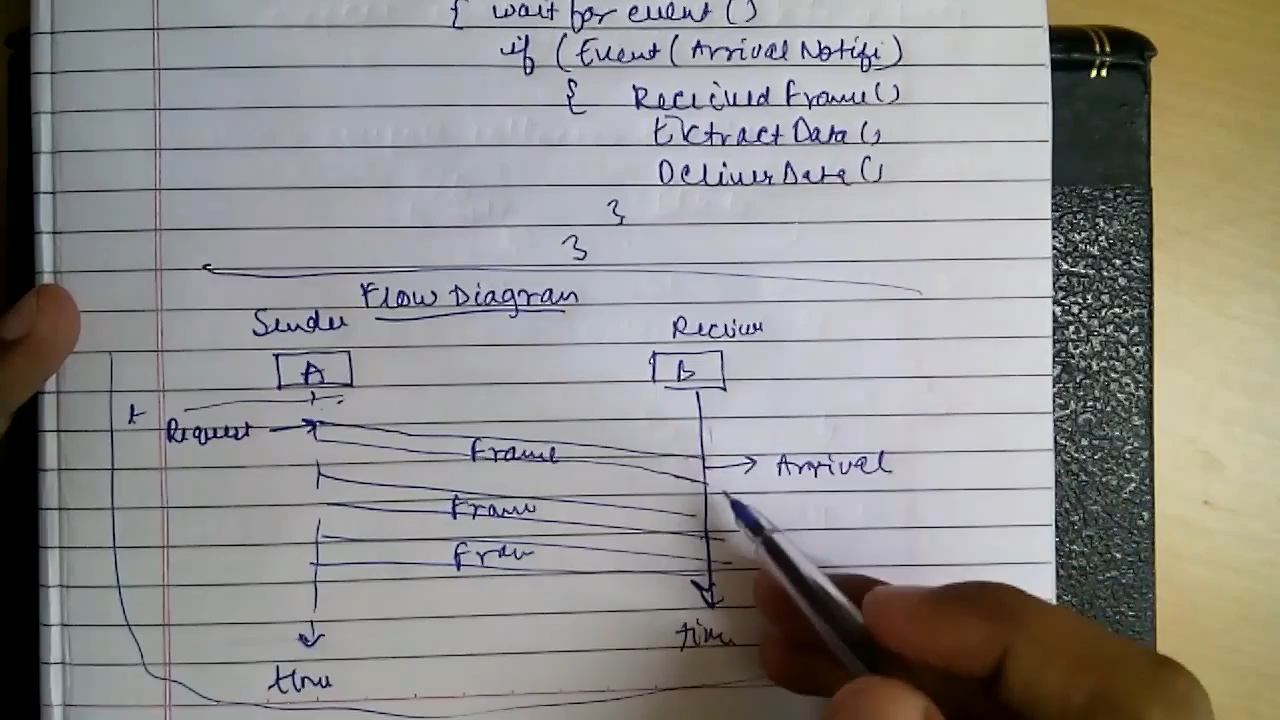 { wait for event ()
if (Event (Arrival Notifi)
{ Recieved Frame ()
Extract Data ()
Deliver Data ()
}
}
Flow Diagram
Sender Reciver
A B
Request
Frame Arrival
Frame
Fram
time time